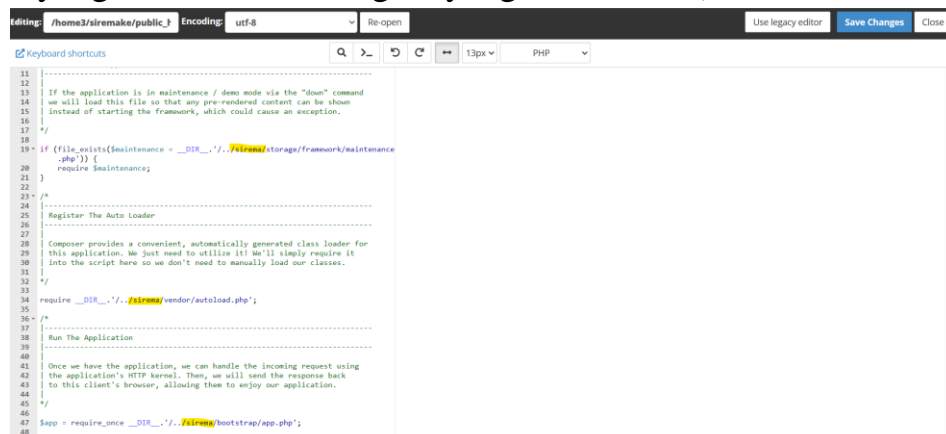 Editing: /home3/siremake/public_h Encoding: utf-8 Re-open Use legacy editor Save Changes Close
Keyboard shortcuts 13px PHP
11 |--------------------------------------------------------------------------
12 |
13 | If the application is in maintenance / demo mode via the "down" command
14 | we will load this file so that any pre-rendered content can be shown
15 | instead of starting the framework, which could cause an exception.
16 |
17 */
18
19 if (file_exists($maintenance = __DIR__.'/../sirema/storage/framework/maintenance
.php')) {
20 require $maintenance;
21 }
22
23 /*
24 |--------------------------------------------------------------------------
25 | Register The Auto Loader
26 |--------------------------------------------------------------------------
27 |
28 | Composer provides a convenient, automatically generated class loader for
29 | this application. We just need to utilize it! We'll simply require it
30 | into the script here so we don't need to manually load our classes.
31 |
32 */
33
34 require __DIR__.'/../sirema/vendor/autoload.php';
35
36 /*
37 |--------------------------------------------------------------------------
38 | Run The Application
39 |--------------------------------------------------------------------------
40 |
41 | Once we have the application, we can handle the incoming request using
42 | the application's HTTP kernel. Then, we will send the response back
43 | to this client's browser, allowing them to enjoy our application.
44 |
45 */
46
47 $app = require_once __DIR__.'/../sirema/bootstrap/app.php';
48